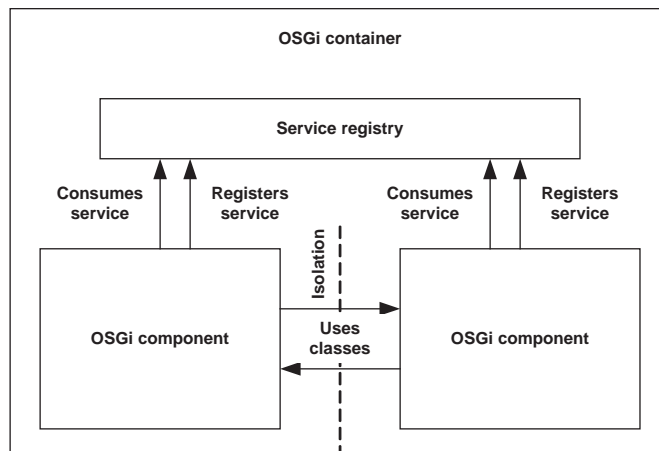 OSGi container
Service registry
Consumes
service
Registers
service
Consumes
service
Registers
service
Isolation
OSGi component
Uses
classes
OSGi component